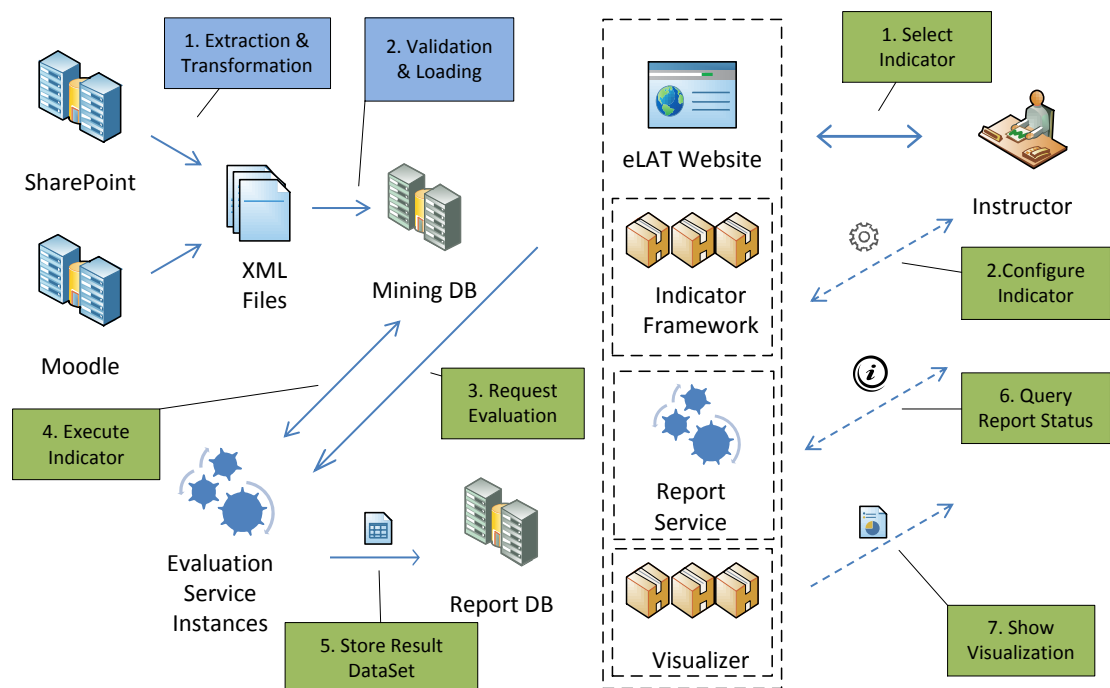 1. Extraction &
Transformation
2. Validation
& Loading
1. Select
Indicator
SharePoint
eLAT Website
Instructor
XML
Files
Mining DB
Indicator
Framework
2.Configure
Indicator
Moodle
3. Request
Evaluation
4. Execute
Indicator
i
6. Query
Report Status
Report
Service
Evaluation
Service
Instances
Report DB
5. Store Result
DataSet
Visualizer
7. Show
Visualization